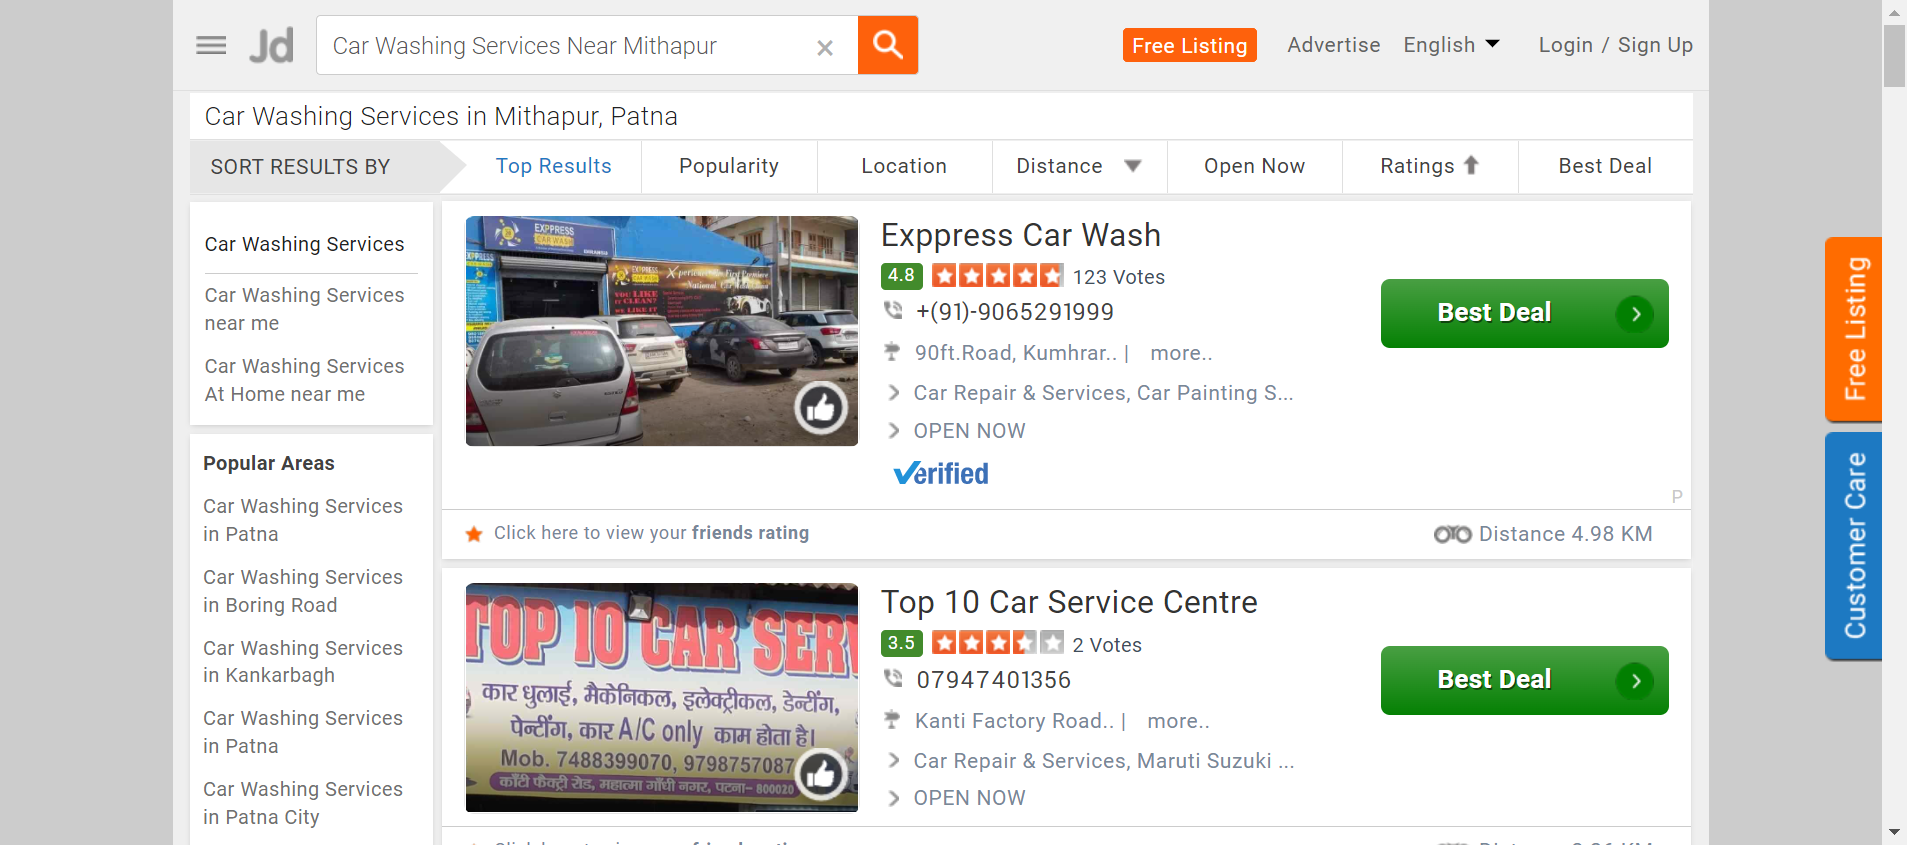 Jd
Car Washing Services Near Mithapur
Free Listing
Advertise
English
Login / Sign Up
Car Washing Services in Mithapur, Patna
SORT RESULTS BY
Top Results
Popularity
Location
Distance
Open Now
Ratings
Best Deal
Car Washing Services
Car Washing Services
near me
Car Washing Services
At Home near me
Popular Areas
Car Washing Services
in Patna
Car Washing Services
in Boring Road
Car Washing Services
in Kankarbagh
Car Washing Services
in Patna
Car Washing Services
in Patna City
EXPPRESS
CAR WASH
EXPPRESS
YOU LIKE
IT CLEAN?
WE LIKE IT
Exppress Car Wash
4.8
123 Votes
+(91)-9065291999
90ft.Road, Kumhrar.. | more..
Car Repair & Services, Car Painting S...
OPEN NOW
Verified
Best Deal
P
Click here to view your friends rating
Distance 4.98 KM
TOP 10 CAR SERV
कार धुलाई, मैकेनिकल, इलेक्ट्रीकल, डेन्टींग,
पेन्टींग, कार A/C only काम होता है।
Mob. 7488399070, 9798757087
काँटी फैक्ट्री रोड, महात्मा गाँधी नगर, पटना- 800020
Top 10 Car Service Centre
3.5
2 Votes
07947401356
Kanti Factory Road.. | more..
Car Repair & Services, Maruti Suzuki ...
OPEN NOW
Best Deal
Free Listing
Customer Care